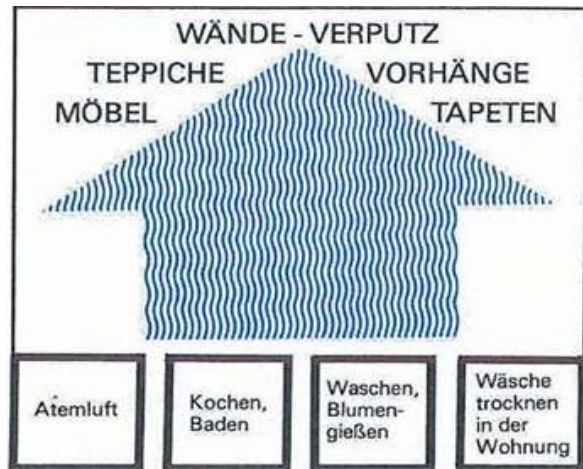 WÄNDE - VERPUTZ
TEPPICHE VORHÄNGE
MÖBEL TAPETEN
Atemluft
Kochen,
Baden
Waschen,
Blumen-
gießen
Wäsche
trocknen
in der
Wohnung